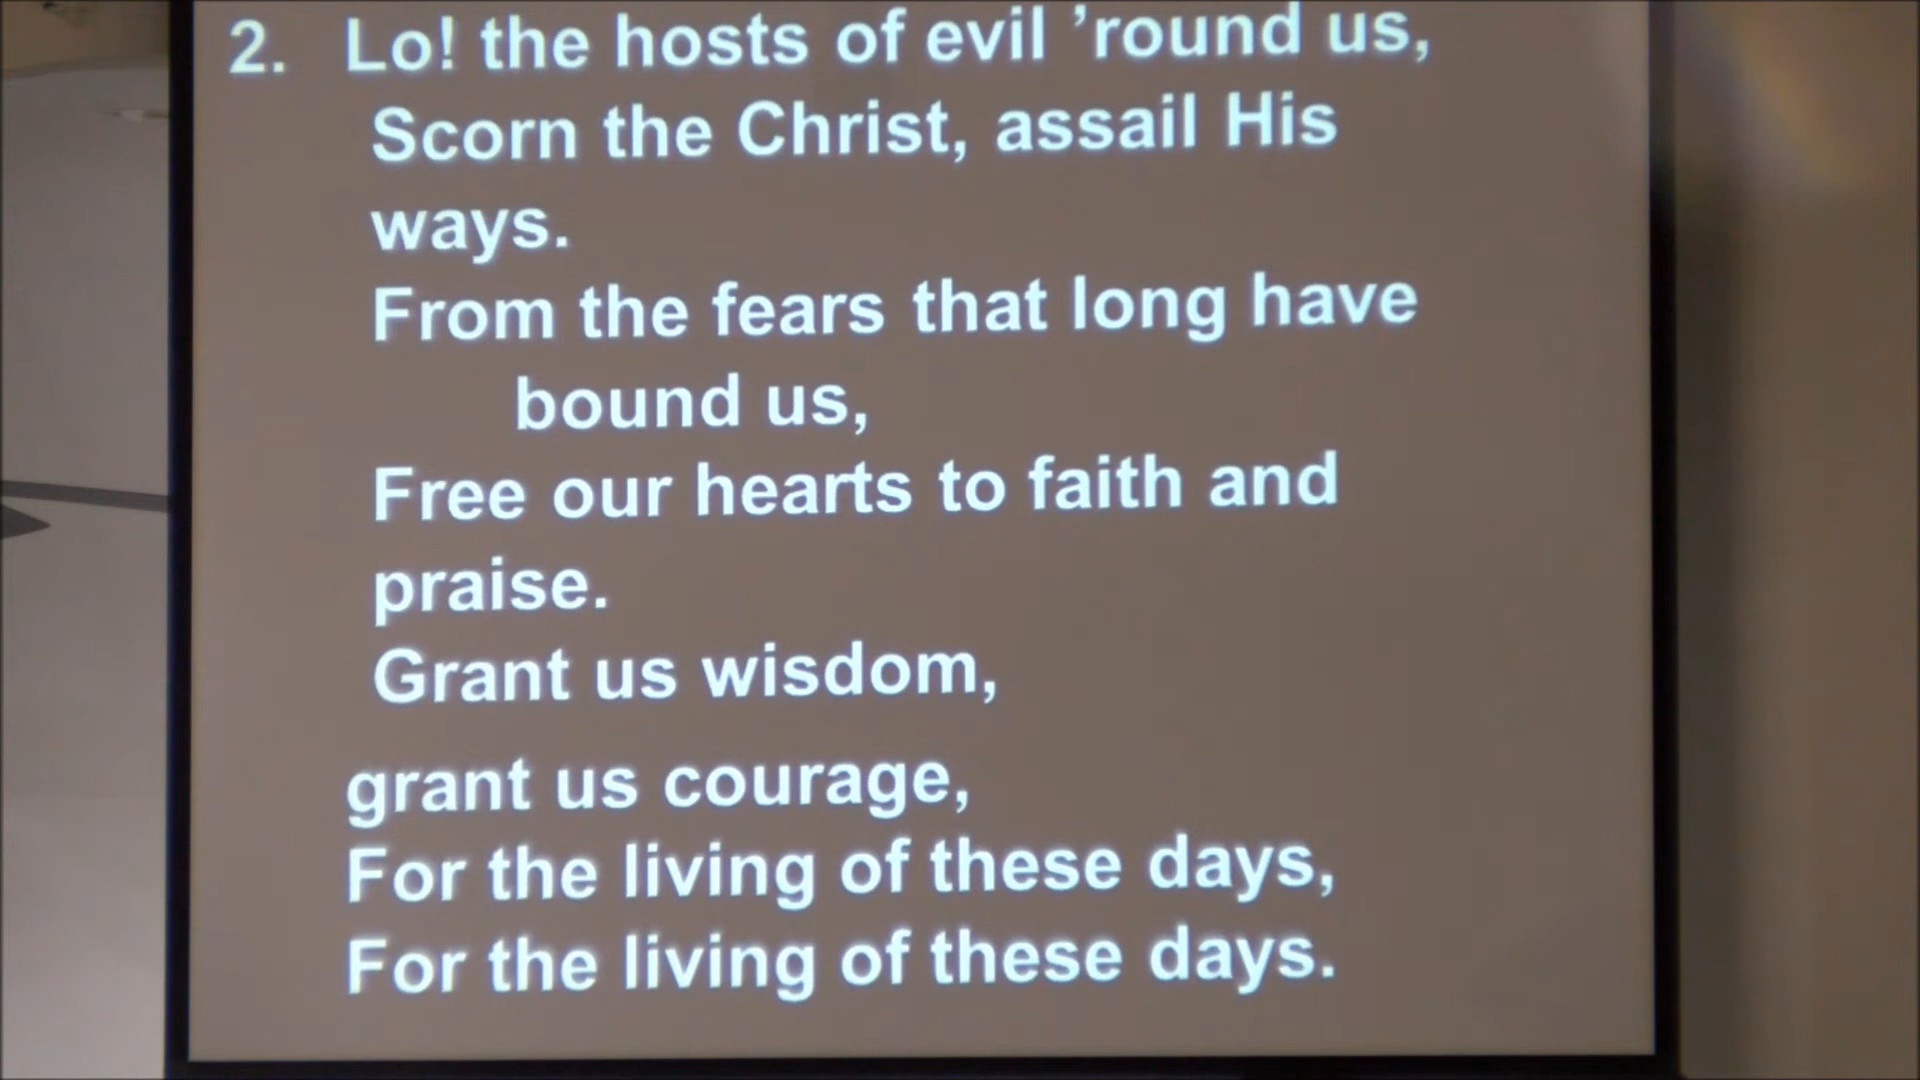 2. Lo! the hosts of evil ’round us,
Scorn the Christ, assail His
ways.
From the fears that long have
bound us,
Free our hearts to faith and
praise.
Grant us wisdom,
grant us courage,
For the living of these days,
For the living of these days.